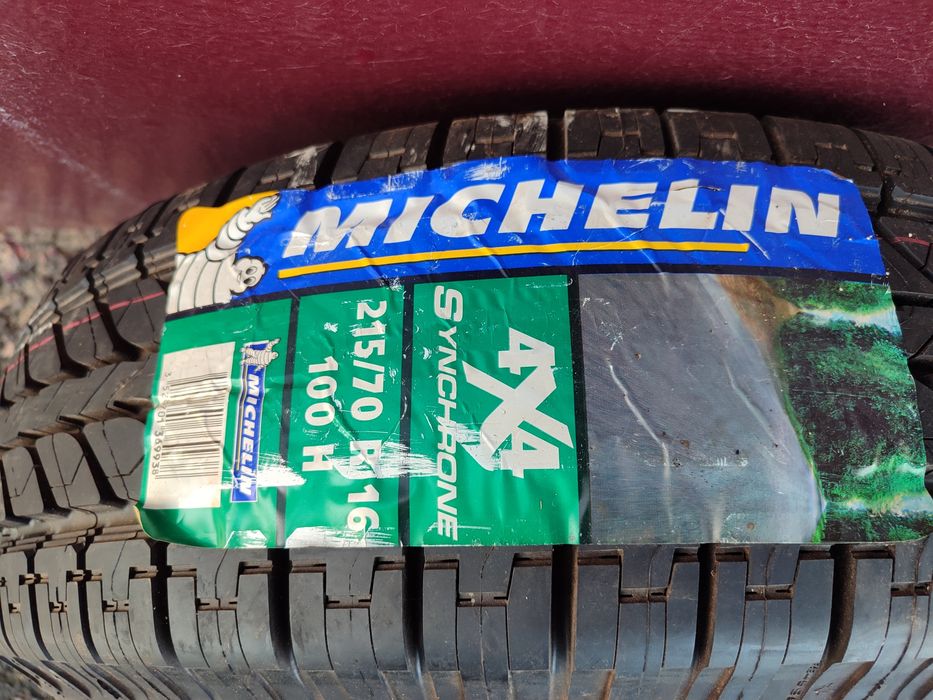 MICHELIN
4X4
SYNCHRONE
215/70 R 16
100 H
MICHELIN